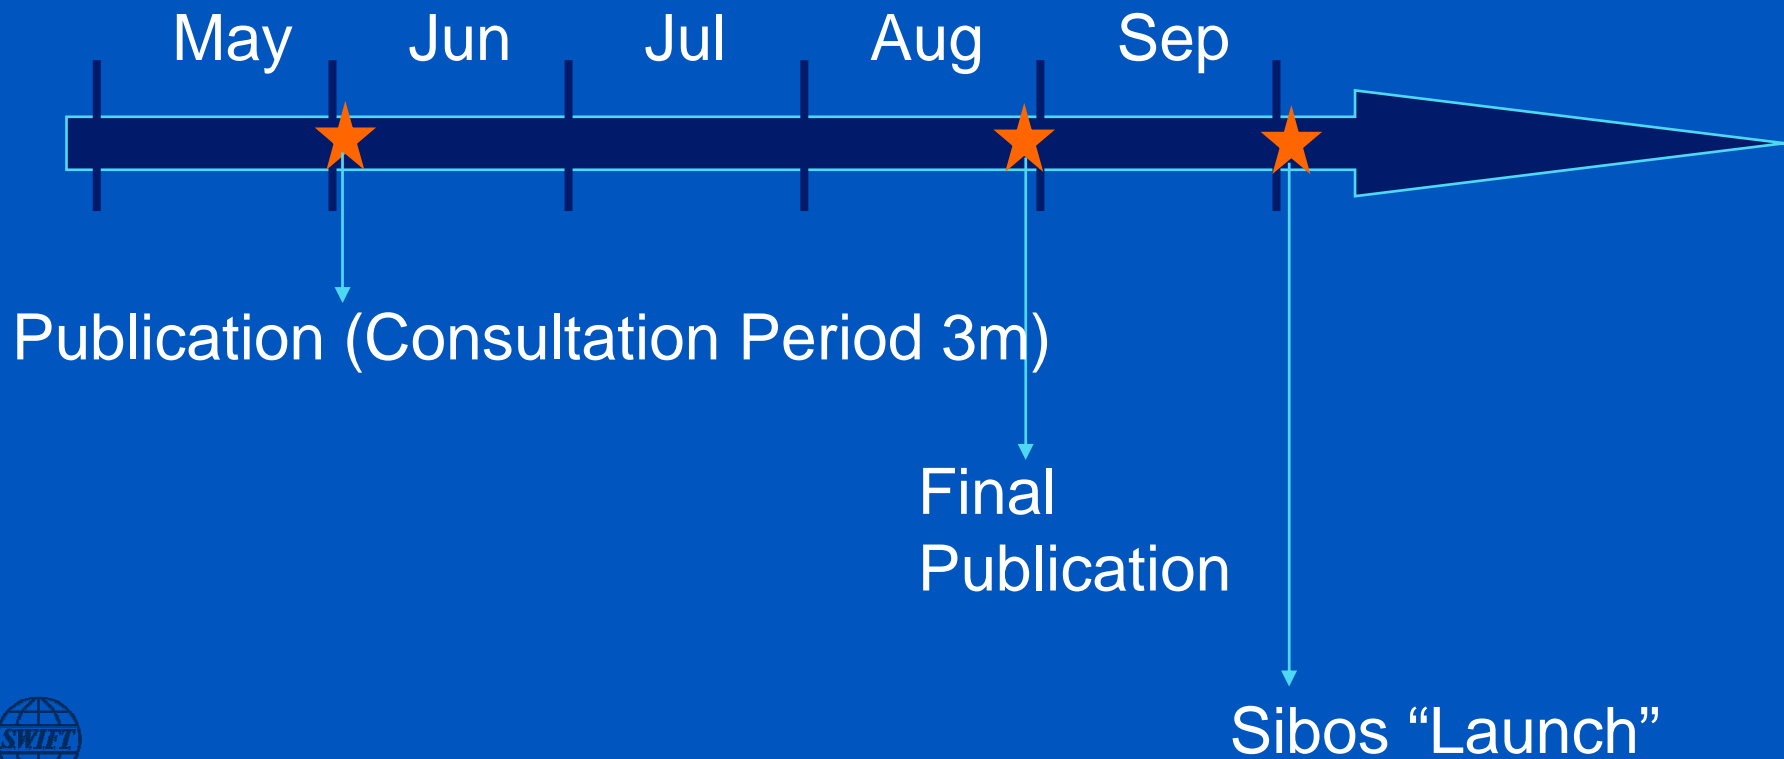 May Jun Jul Aug Sep
Publication (Consultation Period 3m)
Final
Publication
Sibos “Launch”
SWIFT